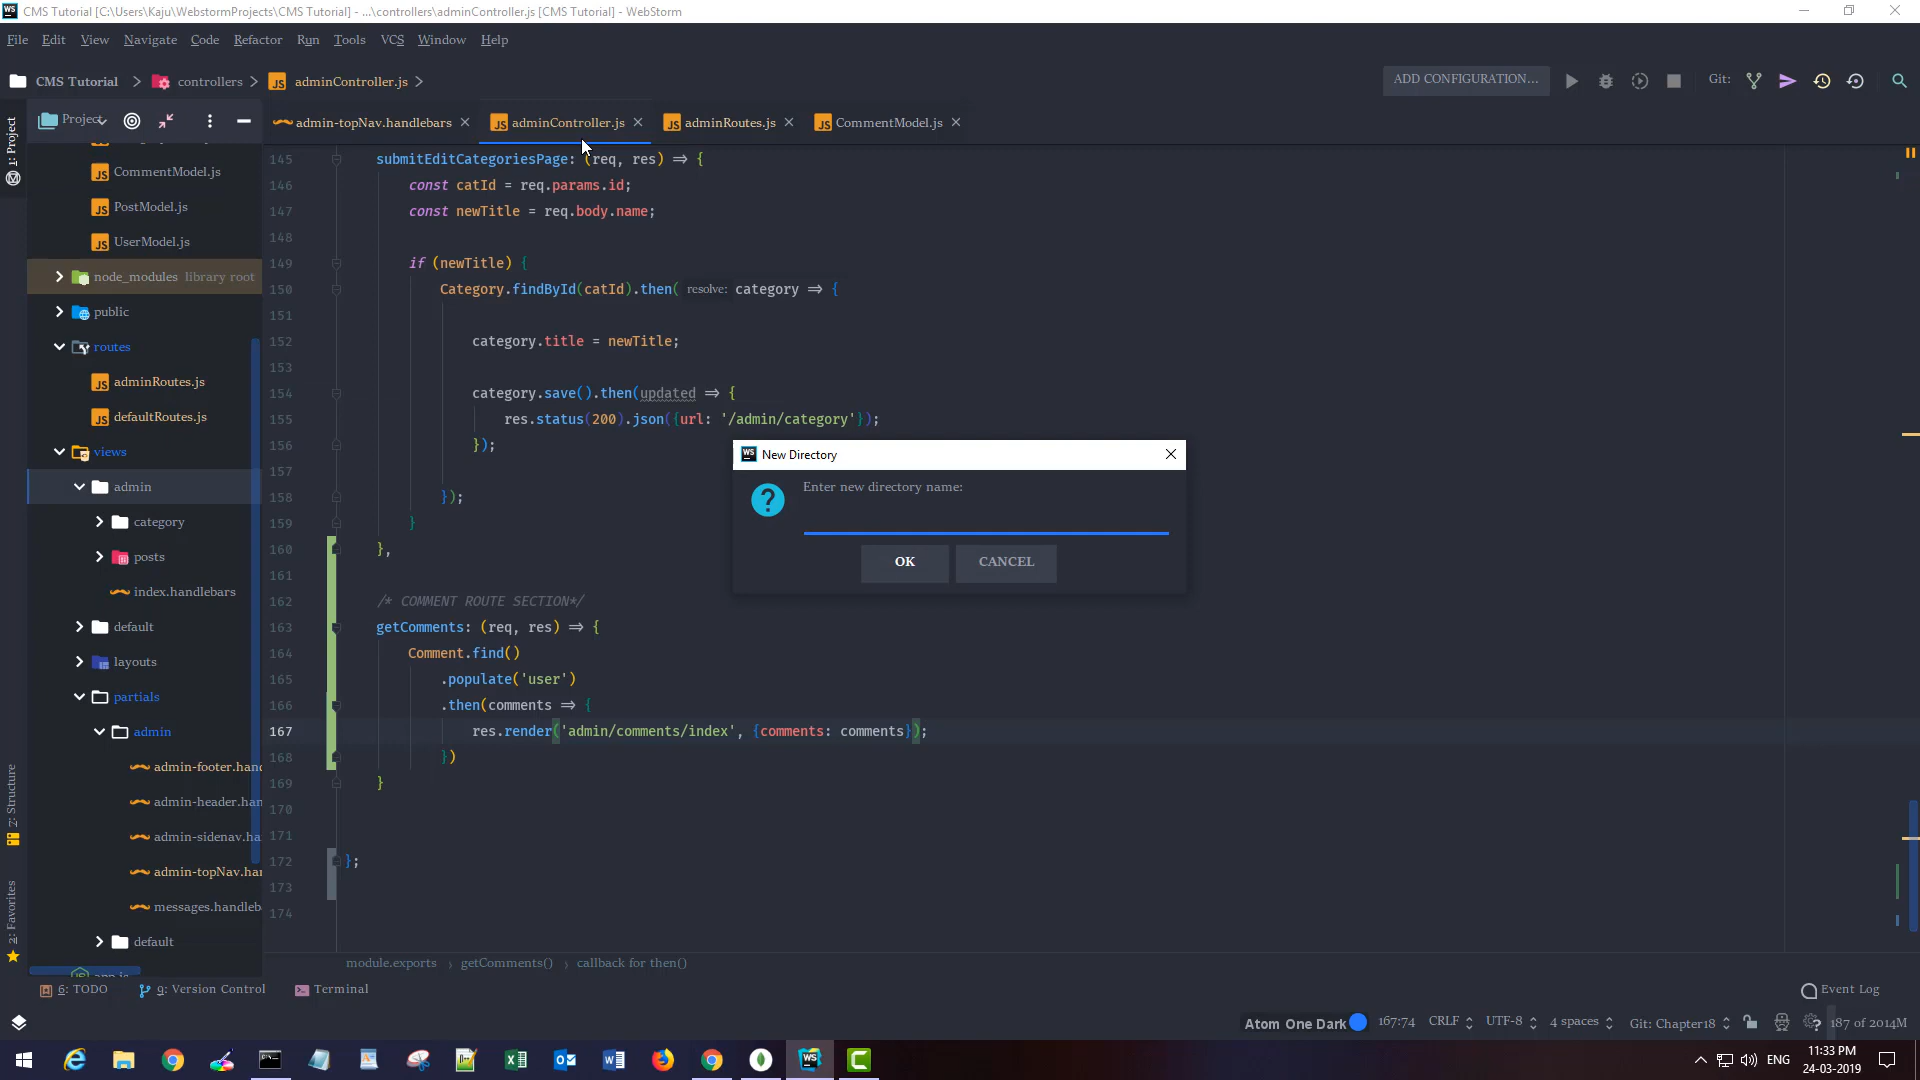 CMS Tutorial [C:\Users\Kaju\WebstormProjects\CMS Tutorial] - ...\controllers\adminController.js [CMS Tutorial] - WebStorm
File Edit View Navigate Code Refactor Run Tools VCS Window Help
CMS Tutorial controllers adminController.js
ADD CONFIGURATION... Git:
Project
admin-topNav.handlebars adminController.js adminRoutes.js CommentModel.js
1: Project
CommentModel.js
PostModel.js
UserModel.js
node_modules library root
public
routes
adminRoutes.js
defaultRoutes.js
views
admin
category
posts
index.handlebars
default
layouts
partials
admin
admin-footer.hand
admin-header.han
admin-sidenav.ha
admin-topNav.han
messages.handleb
default
app.js
7: Structure
2: Favorites
145 submitEditCategoriesPage: (req, res) => {
146 const catId = req.params.id;
147 const newTitle = req.body.name;
148
149 if (newTitle) {
150 Category.findById(catId).then( resolve: category => {
151
152 category.title = newTitle;
153
154 category.save().then(updated => {
155 res.status(200).json({url: '/admin/category'});
156 });
157
158 });
159 }
160 },
161
162 /* COMMENT ROUTE SECTION*/
163 getComments: (req, res) => {
164 Comment.find()
165 .populate('user')
166 .then(comments => {
167 res.render('admin/comments/index', {comments: comments});
168 })
169 }
170
171
172 };
173
174
New Directory
Enter new directory name:
OK CANCEL
module.exports › getComments() › callback for then()
6: TODO 9: Version Control Terminal Event Log
Atom One Dark 167:74 CRLF UTF-8 4 spaces Git: Chapter18 187 of 2014M
ENG
11:33 PM
24-03-2019